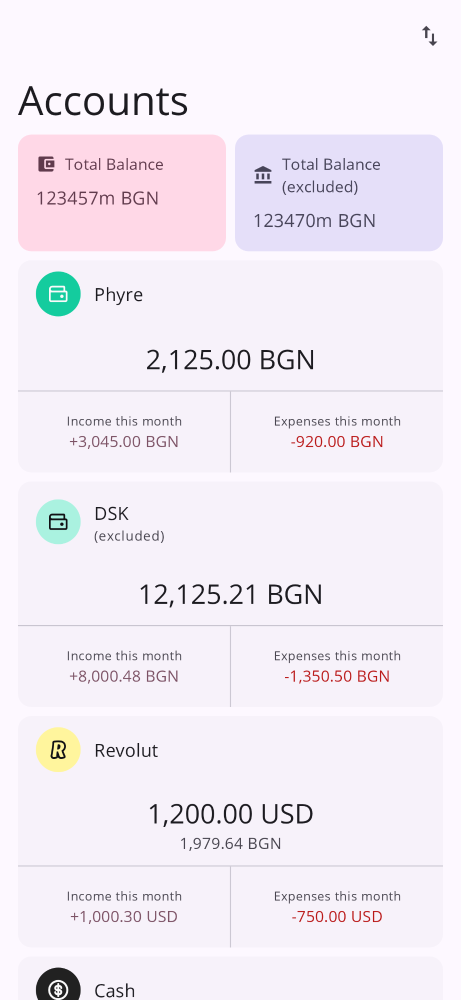 Accounts
Total Balance
123457m BGN
Total Balance
(excluded)
123470m BGN
Phyre
2,125.00 BGN
Income this month
+3,045.00 BGN
Expenses this month
-920.00 BGN
DSK
(excluded)
12,125.21 BGN
Income this month
+8,000.48 BGN
Expenses this month
-1,350.50 BGN
R
Revolut
1,200.00 USD
1,979.64 BGN
Income this month
+1,000.30 USD
Expenses this month
-750.00 USD
Cash